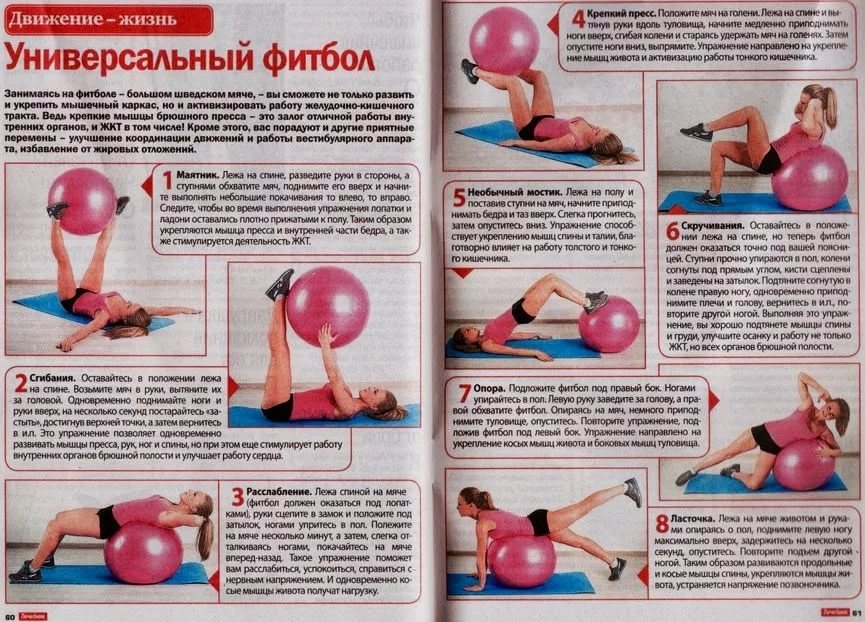 Движение – жизнь
Универсальный фитбол
Занимаясь на фитболе – большом шведском мяче, – вы сможете не только развить
и укрепить мышечный каркас, но и активизировать работу желудочно-кишечного
тракта. Ведь крепкие мышцы брюшного пресса – это залог отличной работы вну-
тренних органов, и ЖКТ в том числе! Кроме этого, вас порадуют и другие приятные
перемены – улучшение координации движений и работы вестибулярного аппара-
та, избавление от жировых отложений.
1 Маятник. Лежа на спине, разведите руки в стороны, а
ступнями обхватите мяч, поднимите его вверх и начни-
те выполнять небольшие покачивания то влево, то вправо.
Следите, чтобы во время выполнения упражнения лопатки и
ладони оставались плотно прижатыми к полу. Таким образом
укрепляются мышца пресса и внутренней части бедра, а так-
же стимулируется деятельность ЖКТ.
2 Сгибания. Оставайтесь в положении лежа
на спине. Возьмите мяч в руки, вытяните их
за головой. Одновременно поднимайте ноги и
руки вверх, на несколько секунд постарайтесь «за-
стыть», достигнув верхней точки, а затем вернитесь
в и.п. Это упражнение позволяет одновременно
развивать мышцы пресса, рук, ног и спины, но при этом еще стимулирует работу
внутренних органов брюшной полости и улучшает работу сердца.
3 Расслабление. Лежа спиной на мяче
(фитбол должен оказаться под лопат-
ками), руки сцепите в замок и положите под
затылок, ногами упритесь в пол. Полежите
на мяче несколько минут, а затем, слегка от-
талкиваясь ногами, покачайтесь на мяче
вперед-назад. Такое упражнение поможет
вам расслабиться, успокоиться, справиться с
нервным напряжением. И одновременно ко-
сые мышцы живота получат нагрузку.
60 Лечебник
4 Крепкий пресс. Положите мяч на голени. Лежа на спине и вы-
тянув руки вдоль туловища, начните медленно приподнимать
ноги вверх, сгибая колени и стараясь удержать мяч на голенях. Затем
опустите ноги вниз, выпрямите. Упражнение направлено на укрепле-
ние мышц живота и активизацию работы тонкого кишечника.
5 Необычный мостик. Лежа на полу и
поставив ступни на мяч, начните припод-
нимать бедра и таз вверх. Слегка прогнитесь,
затем опуститесь вниз. Упражнение способ-
ствует укреплению мышц спины и талии, бла-
готворно влияет на работу толстого и тонко-
го кишечника.
6 Скручивания. Оставайтесь в положе-
нии лежа на спине, но теперь фитбол
должен оказаться точно под вашей поясни-
цей. Ступни прочно упираются в пол, колени
согнуты под прямым углом, кисти сцеплены
и заведены на затылок. Подтяните согнутую в
колене правую ногу, одновременно припод-
нимите плечи и голову, вернитесь в и.п., по-
вторите другой ногой. Выполняя это упраж-
нение, вы хорошо подтянете мышцы спины
и груди, улучшите осанку и работу не только
ЖКТ, но всех органов брюшной полости.
7 Опора. Подложите фитбол под правый бок. Ногами
упирайтесь в пол. Левую руку заведите за голову, а пра-
вой обхватите фитбол. Опираясь на мяч, немного припод-
нимите туловище, опуститесь. Повторите упражнение, под-
ложив фитбол под левый бок. Упражнение направлено на
укрепление косых мышц живота и боковых мышц туловища.
8 Ласточка. Лежа на мяче животом и рука-
ми опираясь о пол, поднимите левую ногу
максимально вверх, задержитесь на несколько
секунд, опуститесь. Повторите подъем другой
ногой. Таким образом развиваются продольные
и косые мышцы спины, укрепляются мышцы жи-
вота, устраняется напряжение позвоночника.
Лечебник 61